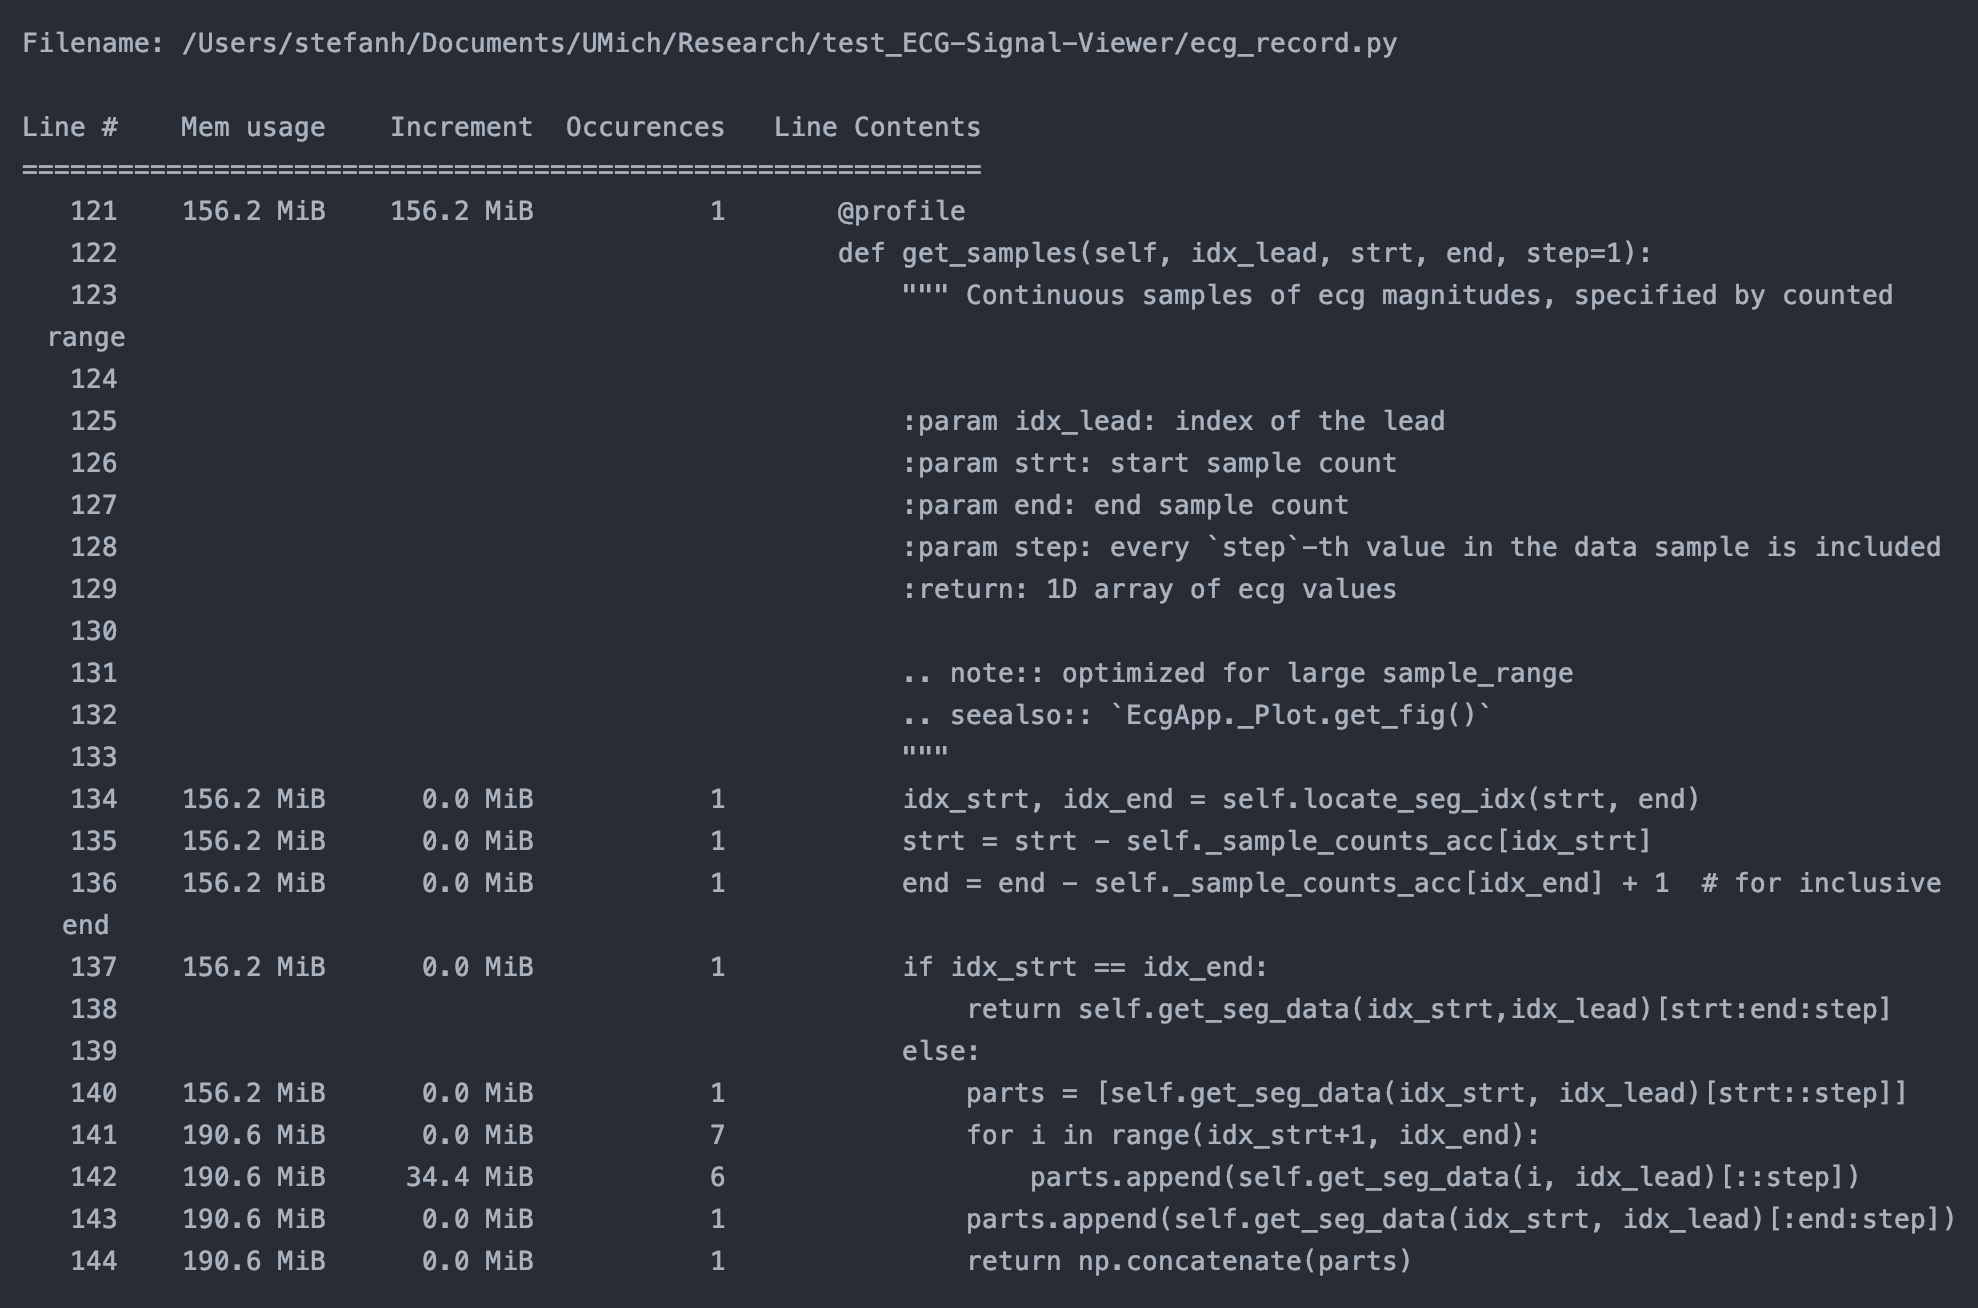 Filename: /Users/stefanh/Documents/UMich/Research/test_ECG-Signal-Viewer/ecg_record.py

Line #    Mem usage    Increment  Occurences   Line Contents
============================================================
   121    156.2 MiB    156.2 MiB           1       @profile
   122                                             def get_samples(self, idx_lead, strt, end, step=1):
   123                                                 """ Continuous samples of ecg magnitudes, specified by counted
 range
   124
   125                                                 :param idx_lead: index of the lead
   126                                                 :param strt: start sample count
   127                                                 :param end: end sample count
   128                                                 :param step: every `step`-th value in the data sample is included
   129                                                 :return: 1D array of ecg values
   130
   131                                                 .. note:: optimized for large sample_range
   132                                                 .. seealso:: `EcgApp._Plot.get_fig()`
   133                                                 """
   134    156.2 MiB      0.0 MiB           1           idx_strt, idx_end = self.locate_seg_idx(strt, end)
   135    156.2 MiB      0.0 MiB           1           strt = strt - self._sample_counts_acc[idx_strt]
   136    156.2 MiB      0.0 MiB           1           end = end - self._sample_counts_acc[idx_end] + 1  # for inclusive
  end
   137    156.2 MiB      0.0 MiB           1           if idx_strt == idx_end:
   138                                                     return self.get_seg_data(idx_strt,idx_lead)[strt:end:step]
   139                                                 else:
   140    156.2 MiB      0.0 MiB           1               parts = [self.get_seg_data(idx_strt, idx_lead)[strt::step]]
   141    190.6 MiB      0.0 MiB           7               for i in range(idx_strt+1, idx_end):
   142    190.6 MiB     34.4 MiB           6                   parts.append(self.get_seg_data(i, idx_lead)[::step])
   143    190.6 MiB      0.0 MiB           1               parts.append(self.get_seg_data(idx_strt, idx_lead)[:end:step])
   144    190.6 MiB      0.0 MiB           1               return np.concatenate(parts)